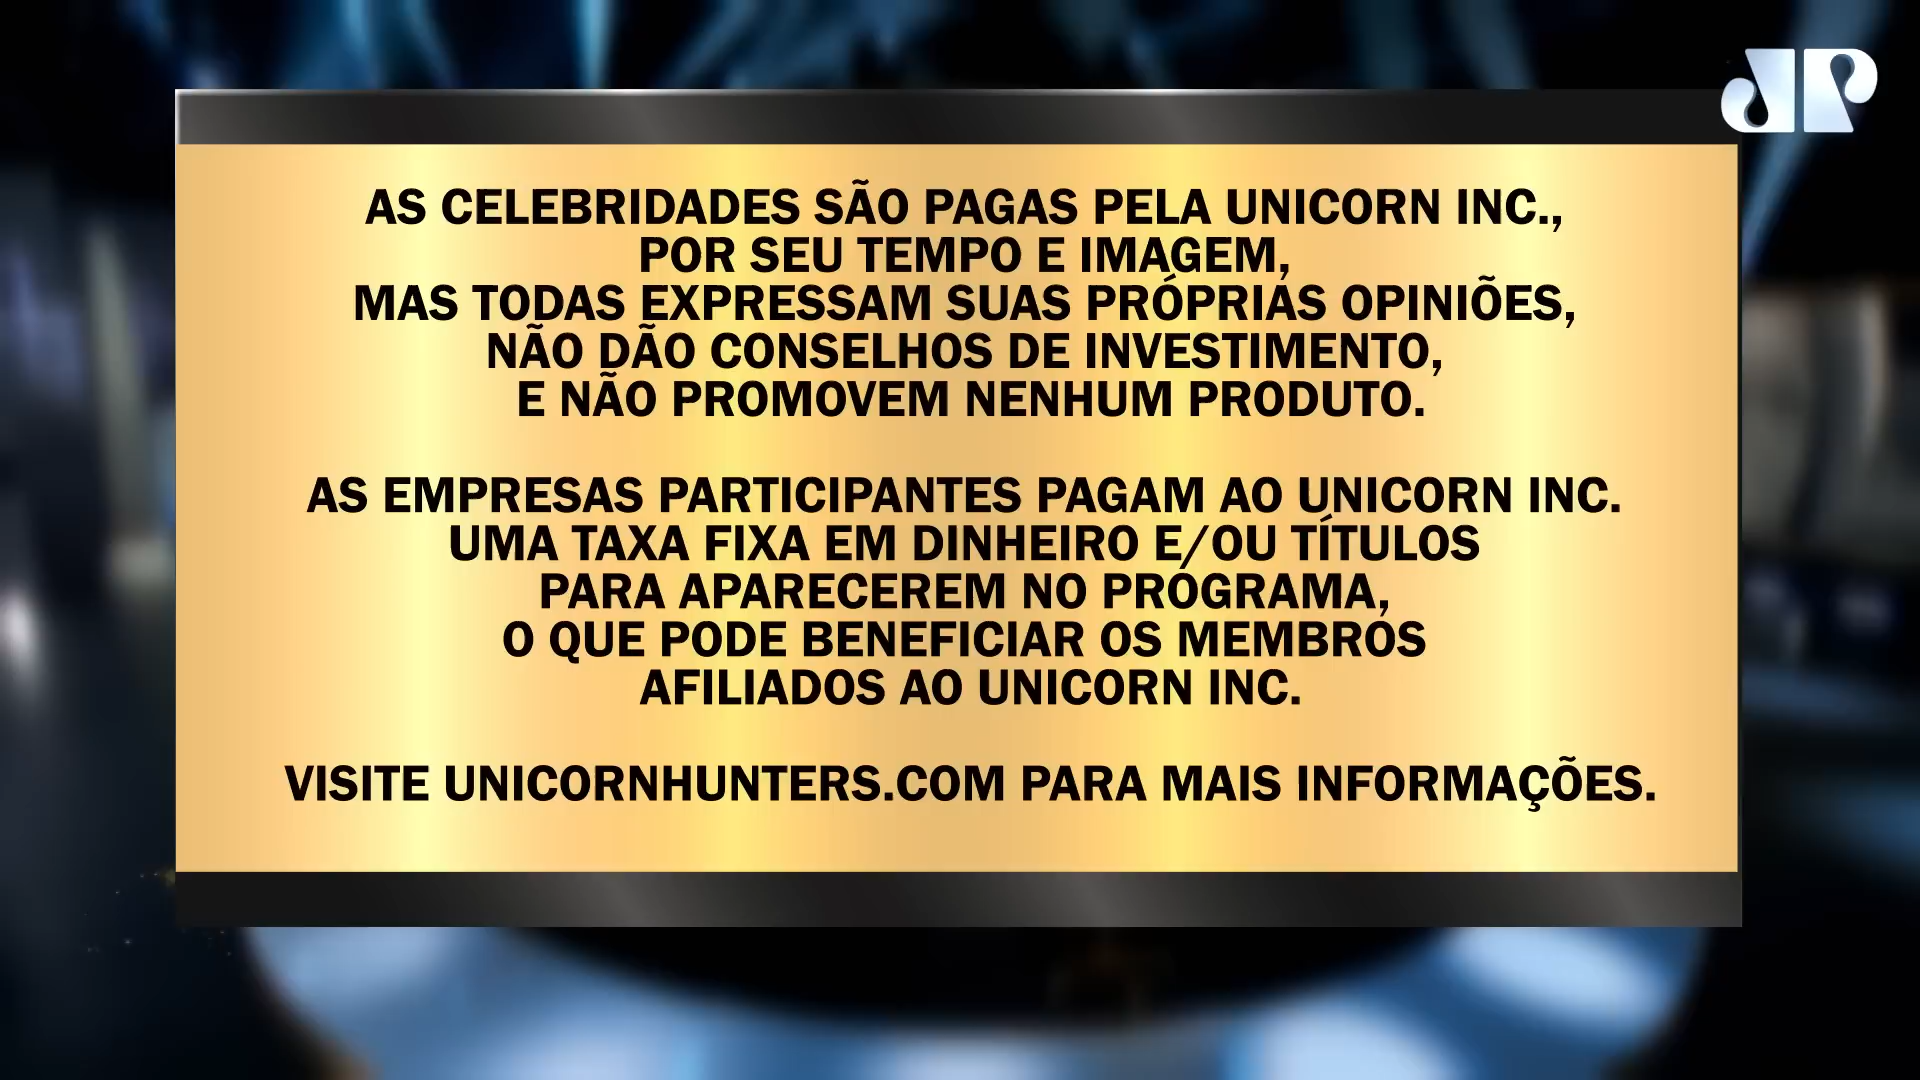 JP
AS CELEBRIDADES SÃO PAGAS PELA UNICORN INC.,
POR SEU TEMPO E IMAGEM,
MAS TODAS EXPRESSAM SUAS PRÓPRIAS OPINIÕES,
NÃO DÃO CONSELHOS DE INVESTIMENTO,
E NÃO PROMOVEM NENHUM PRODUTO.
AS EMPRESAS PARTICIPANTES PAGAM AO UNICORN INC.
UMA TAXA FIXA EM DINHEIRO E/OU TÍTULOS
PARA APARECEREM NO PROGRAMA,
O QUE PODE BENEFICIAR OS MEMBROS
AFILIADOS AO UNICORN INC.
VISITE UNICORNHUNTERS.COM PARA MAIS INFORMAÇÕES.